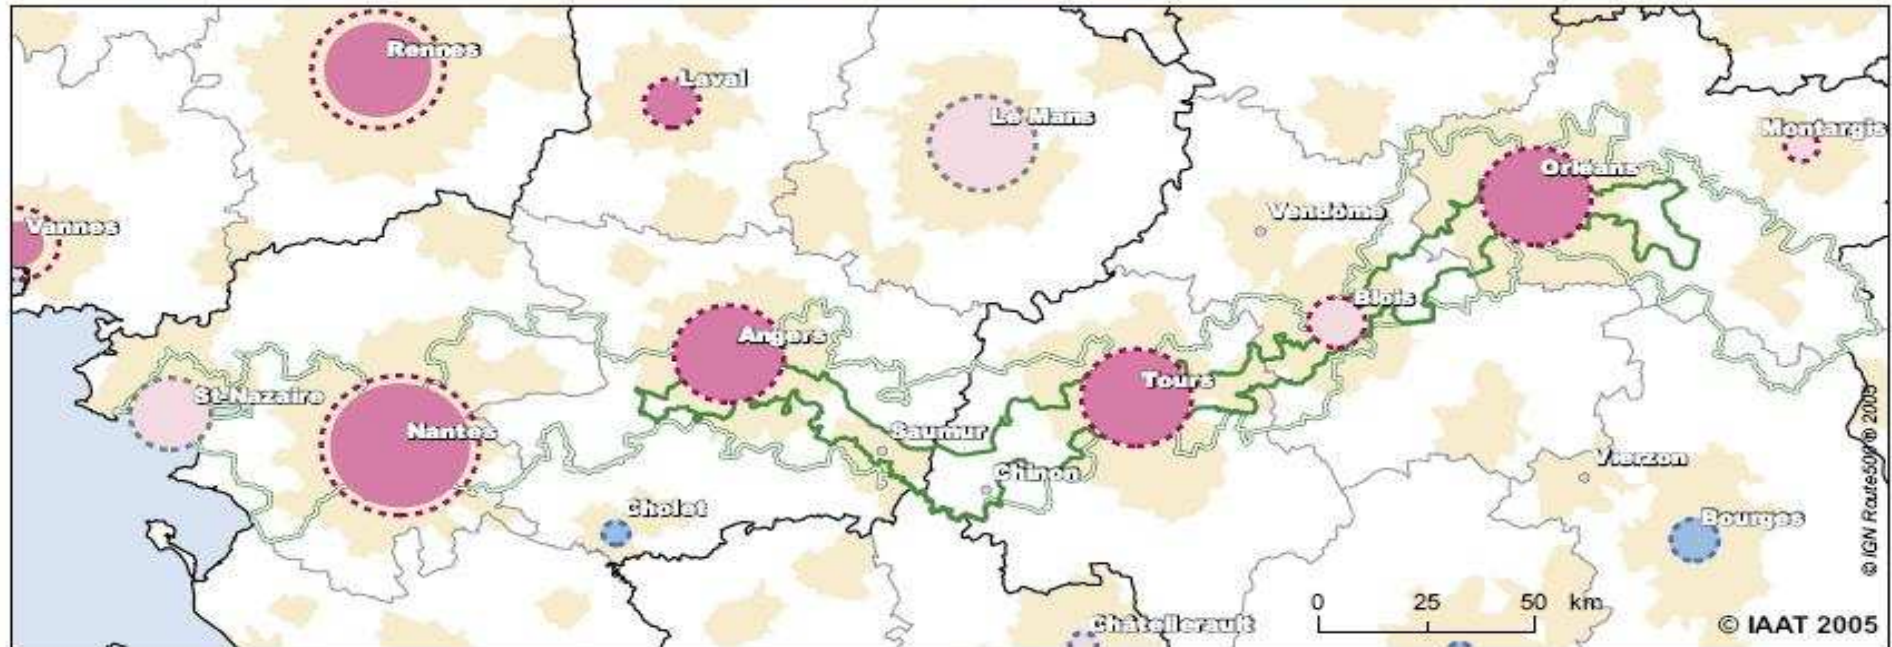 Rennes
Laval
Le Mans
Montargis
Orléans
Vendôme
Vannes
Blois
Angers
Tours
St-Nazaire
Nantes
Saumur
Chinon
Vierzon
Cholet
Bourges
Châtellerault
0 25 50 km
© IGN Route500® 2005
© IAAT 2005